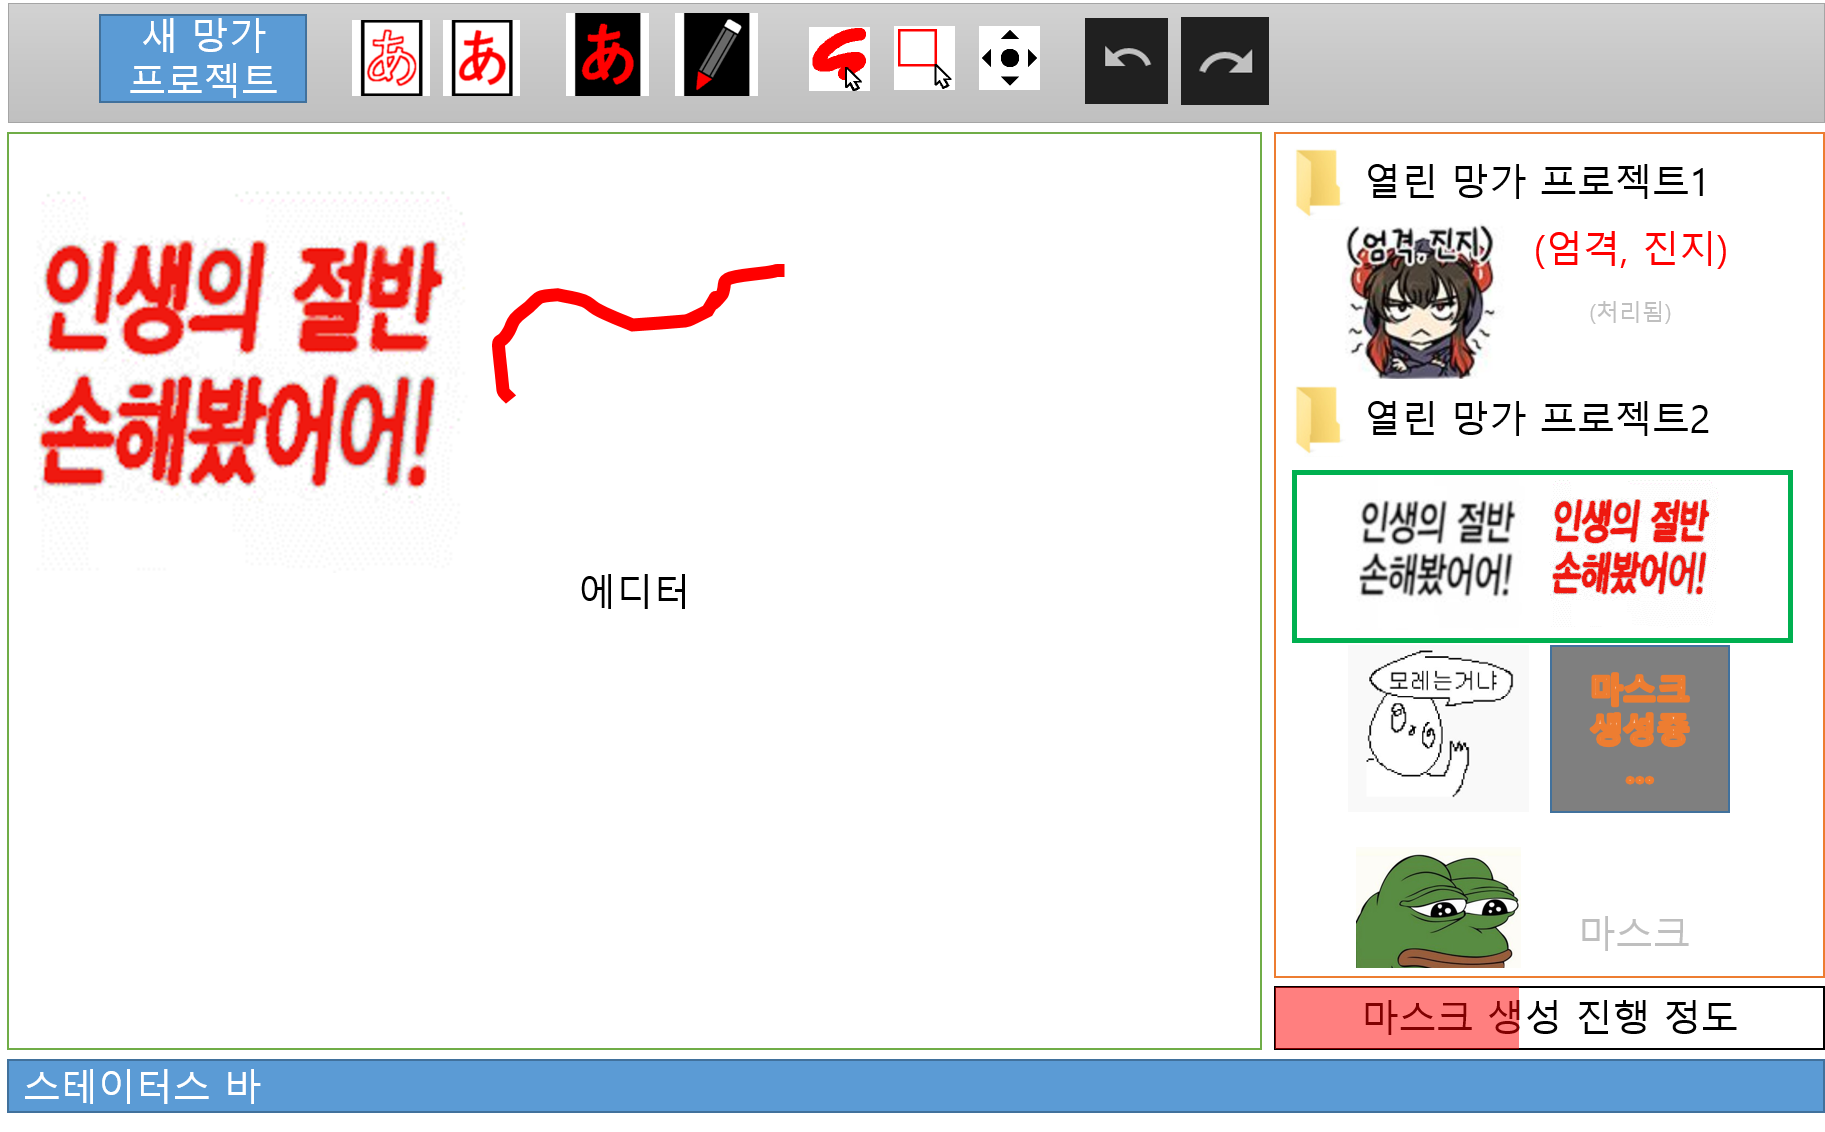 새 망가
프로젝트
あ
あ
あ
인생의 절반
손해봤어어!
에디터
열린 망가 프로젝트1
(엄격,진지)
(엄격, 진지)
(처리됨)
열린 망가 프로젝트2
인생의 절반
손해봤어어!
인생의 절반
손해봤어어!
모레는거냐
마스크
생성중
...
마스크
마스크 생성 진행 정도
스테이터스 바